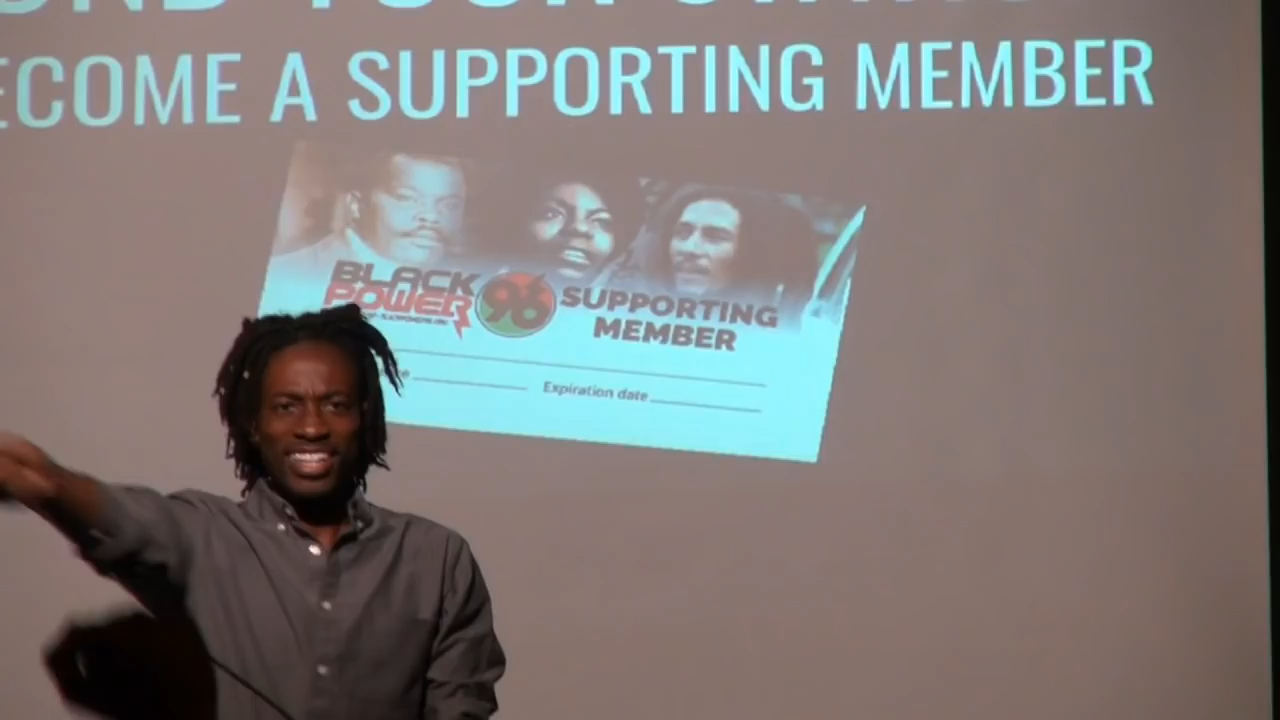 ECOME A SUPPORTING MEMBER
BLACK
POWER
96
SUPPORTING
MEMBER
Expiration date